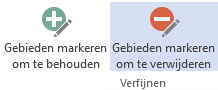 Gebieden markeren
om te behouden
Gebieden markeren
om te verwijderen
Verfijnen